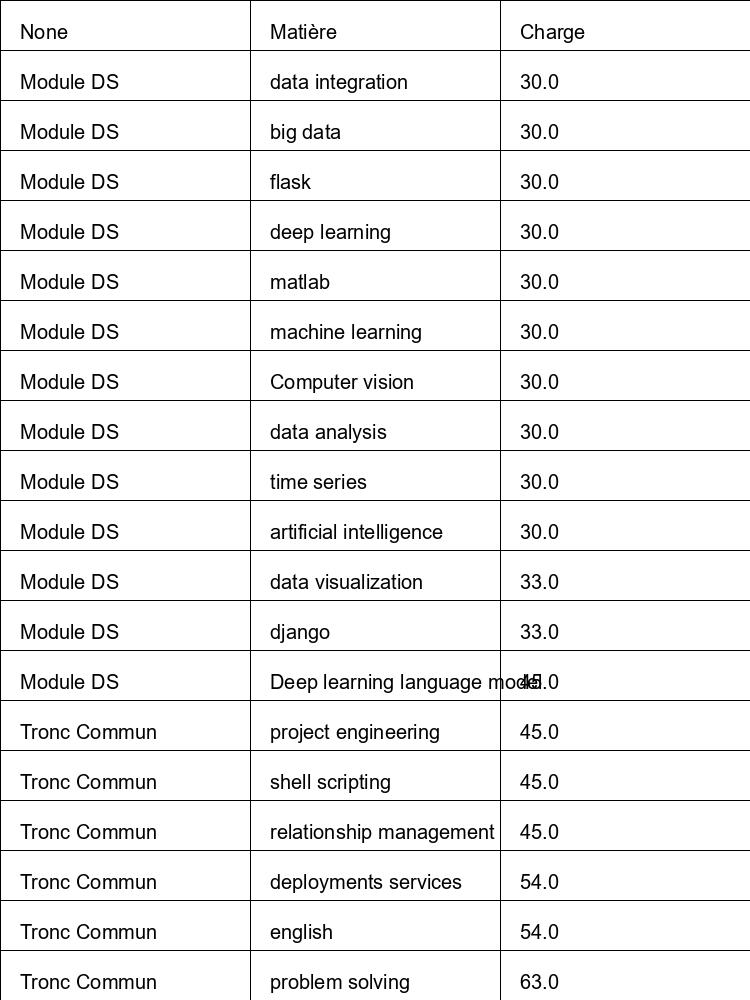 None Matière Charge
Module DS data integration 30.0
Module DS big data 30.0
Module DS flask 30.0
Module DS deep learning 30.0
Module DS matlab 30.0
Module DS machine learning 30.0
Module DS Computer vision 30.0
Module DS data analysis 30.0
Module DS time series 30.0
Module DS artificial intelligence 30.0
Module DS data visualization 33.0
Module DS django 33.0
Module DS Deep learning language model 45.0
Tronc Commun project engineering 45.0
Tronc Commun shell scripting 45.0
Tronc Commun relationship management 45.0
Tronc Commun deployments services 54.0
Tronc Commun english 54.0
Tronc Commun problem solving 63.0